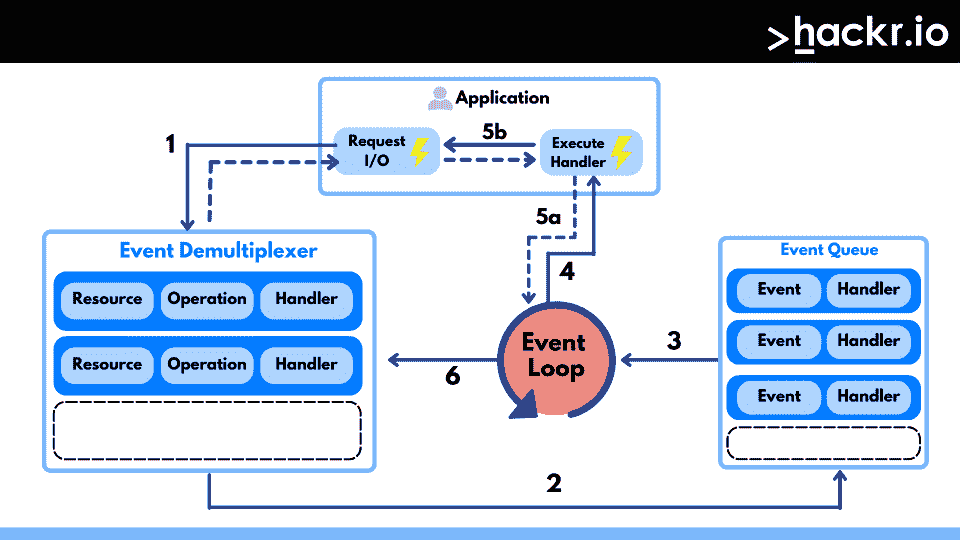 >hackr.io
Application
1
Request
I/O
5b
Execute
Handler
5a
4
Event Demultiplexer
Resource Operation Handler
Resource Operation Handler
Event Queue
Event Handler
Event Handler
Event Handler
Event
Loop
3
6
2